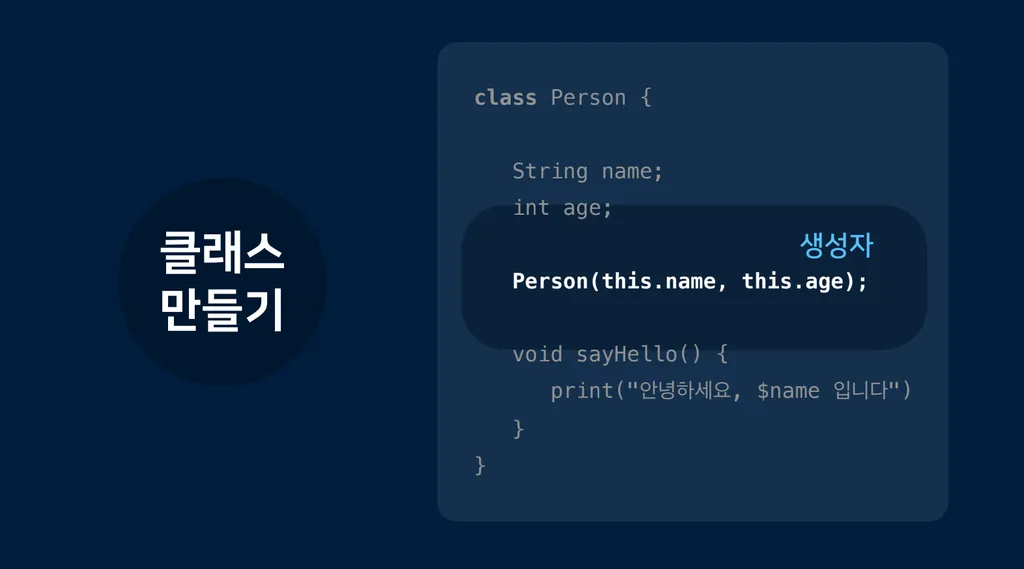 클래스
만들기
class Person {
String name;
int age;
생성자
Person(this.name, this.age);
void sayHello() {
print("안녕하세요, $name 입니다")
}
}